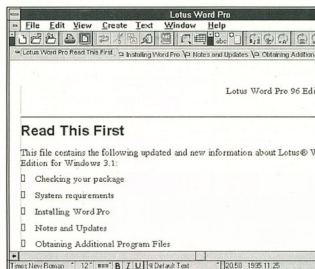 Lotus Word Pro
File Edit View Create Text Window Help
Lotus Word Pro Read This First Installing Word Pro Notes and Updates Obtaining Addition
Lotus Word Pro 96 Edi
Read This First
This file contains the following updated and new information about Lotus® W
Edition for Windows 3.1:
Checking your package
System requirements
Installing Word Pro
Notes and Updates
Obtaining Additional Program Files
Times New Roman 12 B I U Default Text 20:58 1995.11.25